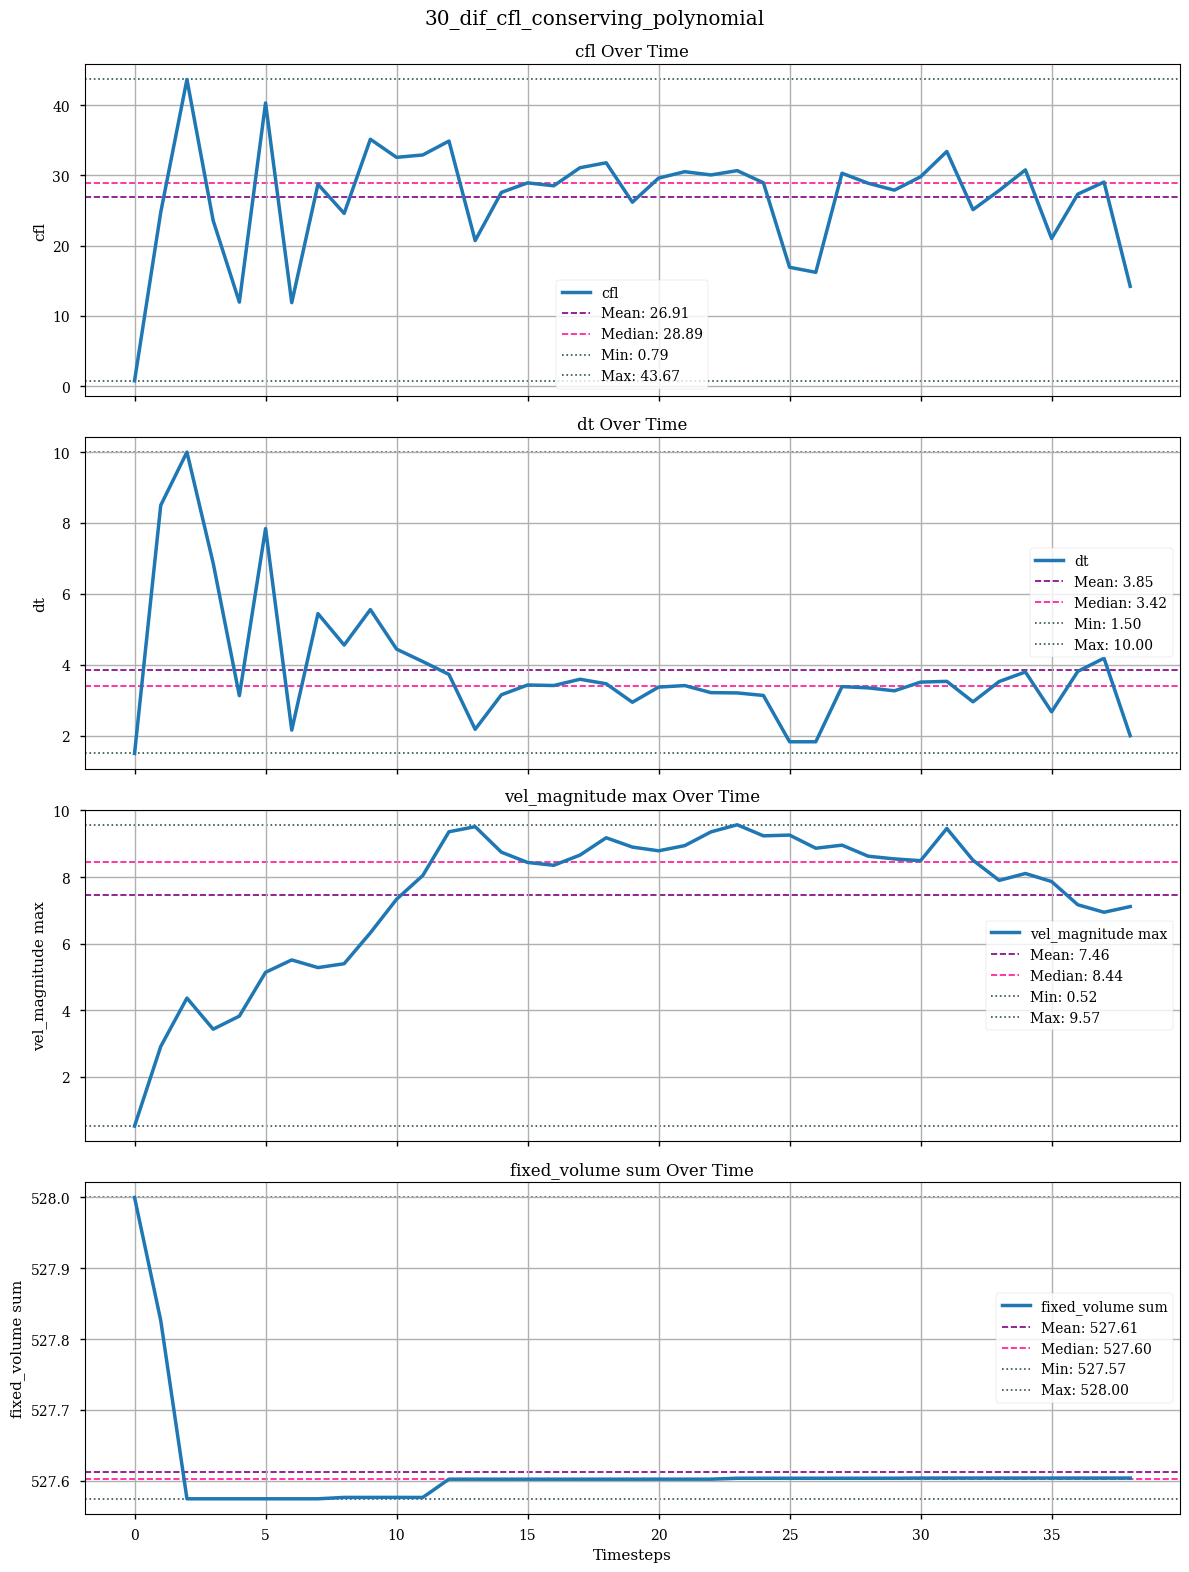 30_dif_cfl_conserving_polynomial
cfl Over Time
40
30
20
10
0
cfl
cfl
Mean: 26.91
Median: 28.89
Min: 0.79
Max: 43.67
dt Over Time
10
8
6
4
2
dt
dt
Mean: 3.85
Median: 3.42
Min: 1.50
Max: 10.00
vel_magnitude max Over Time
10
8
6
4
2
vel_magnitude max
vel_magnitude max
Mean: 7.46
Median: 8.44
Min: 0.52
Max: 9.57
fixed_volume sum Over Time
528.0
527.9
527.8
527.7
527.6
fixed_volume sum
fixed_volume sum
Mean: 527.61
Median: 527.60
Min: 527.57
Max: 528.00
0 5 10 15 20 25 30 35
Timesteps